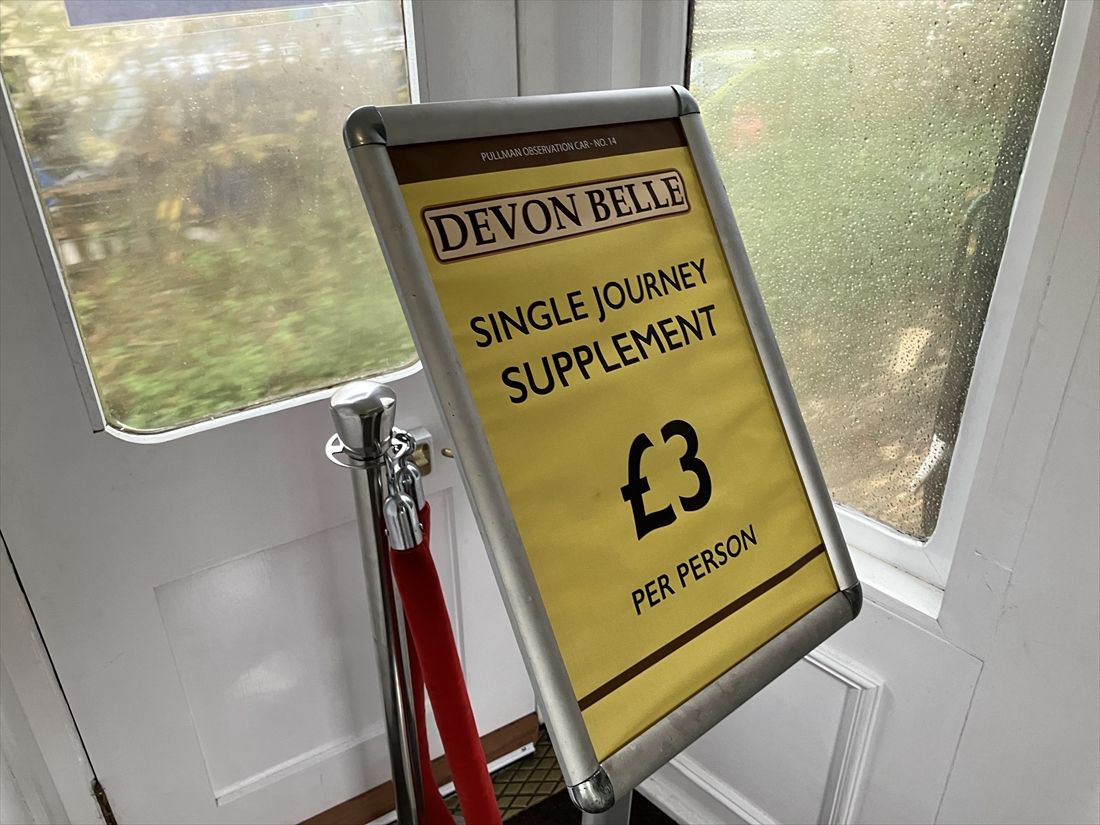 PULLMAN OBSERVATION CAR - NO. 14
DEVON BELLE
SINGLE JOURNEY
SUPPLEMENT
£3
PER PERSON